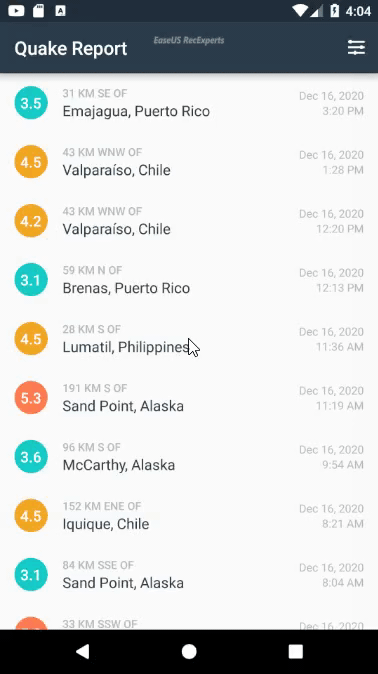 4:04
Quake Report
EaseUS RecExperts
3.5
31 KM SE OF
Emajagua, Puerto Rico
Dec 16, 2020
3:20 PM
4.5
43 KM WNW OF
Valparaíso, Chile
Dec 16, 2020
1:28 PM
4.2
43 KM WNW OF
Valparaíso, Chile
Dec 16, 2020
12:20 PM
3.1
59 KM N OF
Brenas, Puerto Rico
Dec 16, 2020
12:13 PM
4.5
28 KM S OF
Lumatil, Philippines
Dec 16, 2020
11:36 AM
5.3
191 KM S OF
Sand Point, Alaska
Dec 16, 2020
11:19 AM
3.6
96 KM S OF
McCarthy, Alaska
Dec 16, 2020
9:54 AM
4.5
152 KM ENE OF
Iquique, Chile
Dec 16, 2020
8:21 AM
3.1
84 KM SSE OF
Sand Point, Alaska
Dec 16, 2020
8:04 AM
33 KM SSW OF
Dec 16, 2020